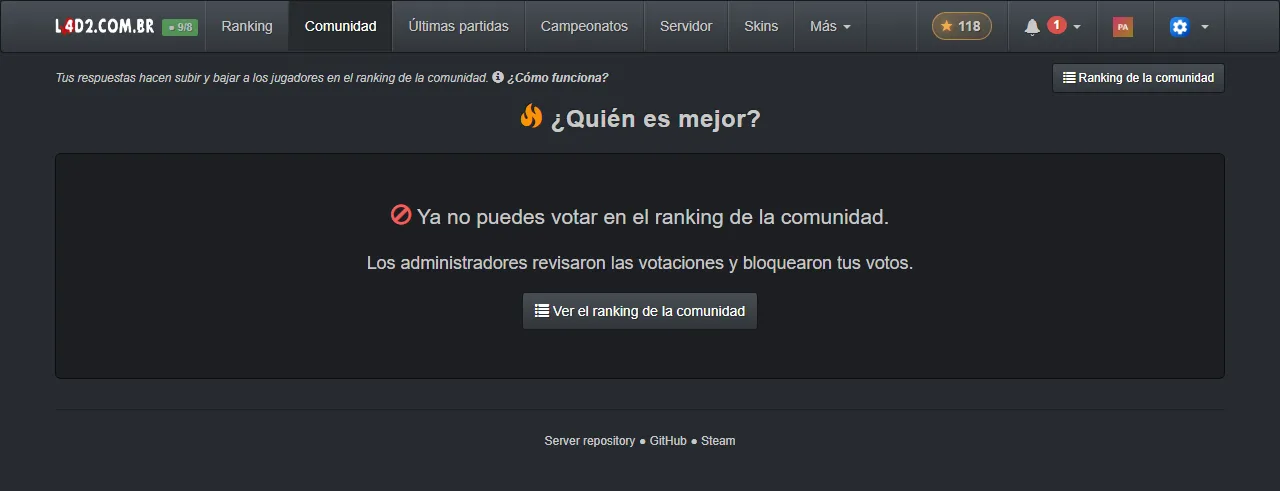 L4D2.COM.BR 9/8 Ranking Comunidad Últimas partidas Campeonatos Servidor Skins Más 118 1 PA
Tus respuestas hacen subir y bajar a los jugadores en el ranking de la comunidad. ¿Cómo funciona? Ranking de la comunidad
¿Quién es mejor?
Ya no puedes votar en el ranking de la comunidad.
Los administradores revisaron las votaciones y bloquearon tus votos.
Ver el ranking de la comunidad
Server repository ● GitHub ● Steam